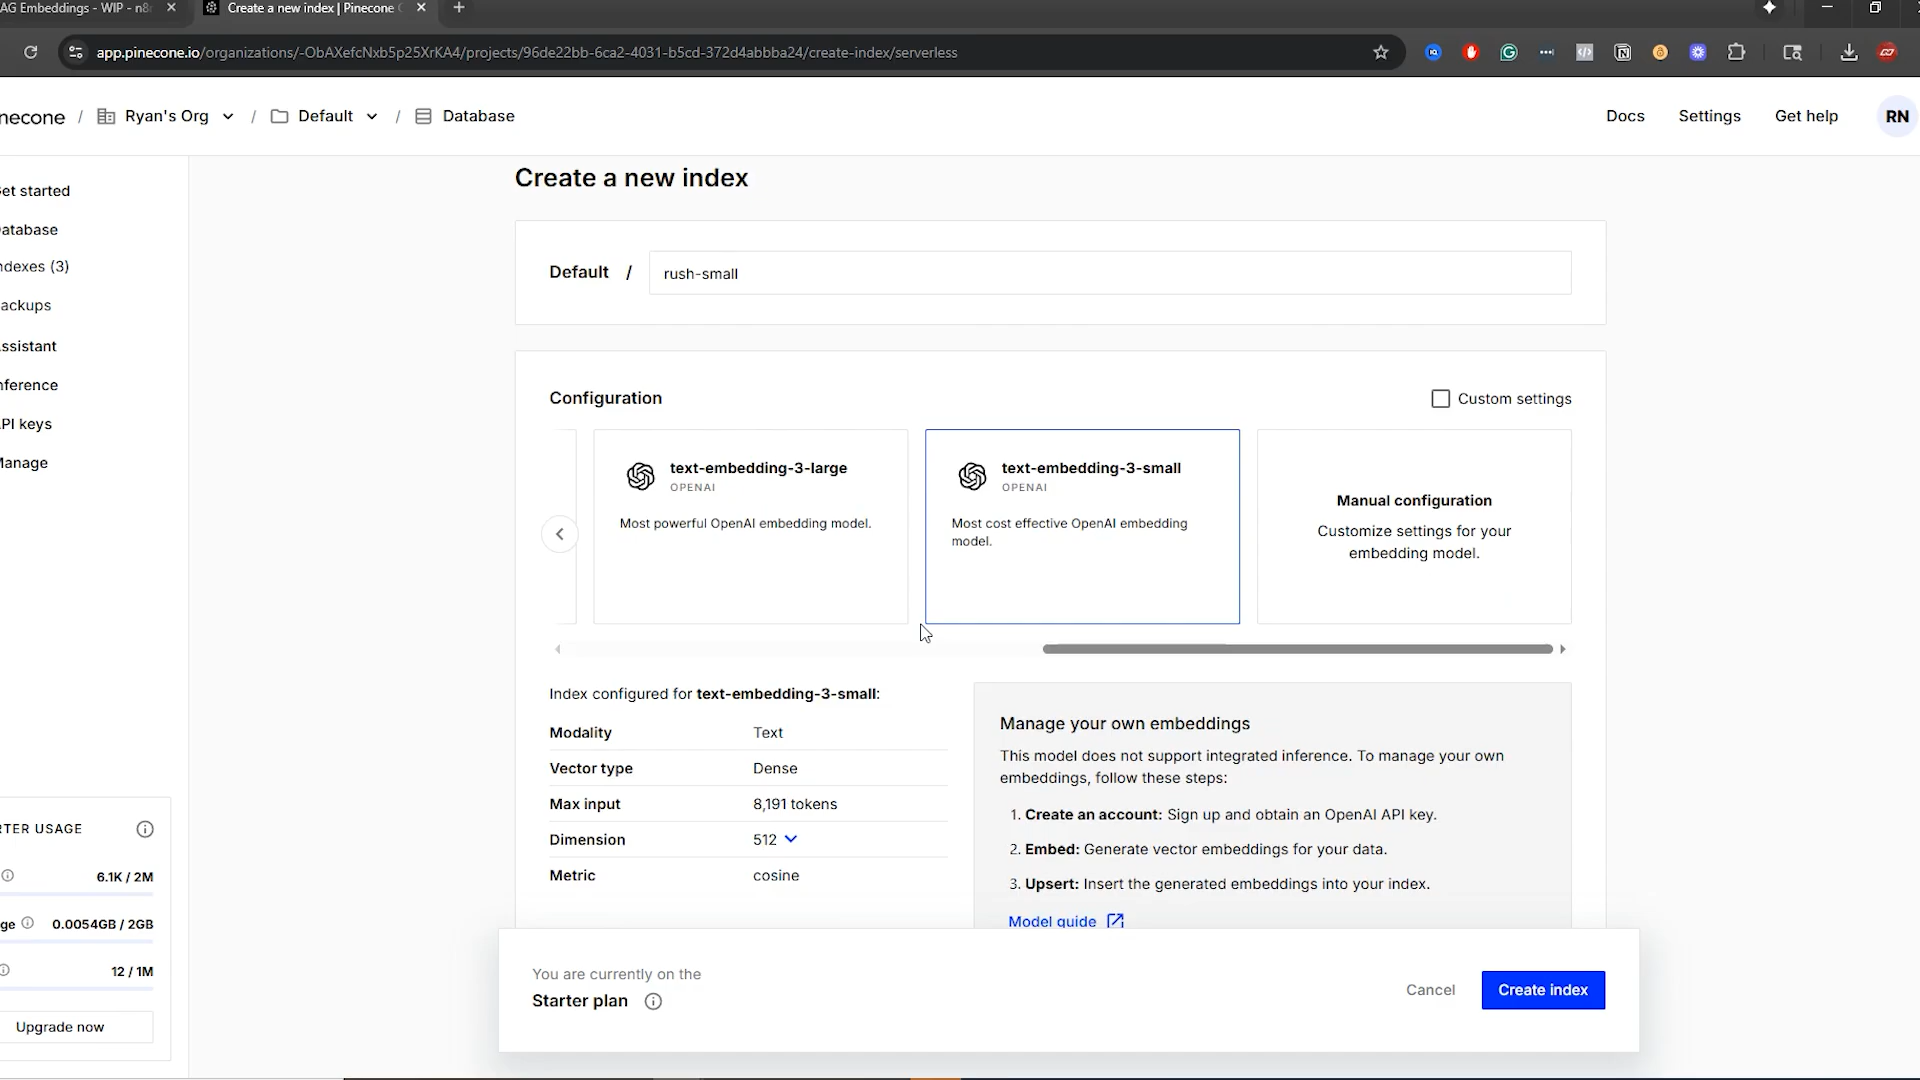 AG Embeddings - WIP - n8n
Create a new index | Pinecone C
app.pinecone.io/organizations/-ObAXefcNxb5p25XrKA4/projects/96de22bb-6ca2-4031-b5cd-372d4abbba24/create-index/serverless
necone / Ryan's Org / Default / Database
Docs
Settings
Get help
RN
et started
atabase
ndexes (3)
ackups
ssistant
nference
PI keys
Manage
RTER USAGE
6.1K / 2M
ge 0.0054GB / 2GB
12 / 1M
Upgrade now
Create a new index
Default / rush-small
Configuration
Custom settings
text-embedding-3-large
OPENAI
Most powerful OpenAI embedding model.
text-embedding-3-small
OPENAI
Most cost effective OpenAI embedding
model.
Manual configuration
Customize settings for your
embedding model.
Index configured for text-embedding-3-small:
Modality Text
Vector type Dense
Max input 8,191 tokens
Dimension 512
Metric cosine
Manage your own embeddings
This model does not support integrated inference. To manage your own
embeddings, follow these steps:
1. Create an account: Sign up and obtain an OpenAI API key.
2. Embed: Generate vector embeddings for your data.
3. Upsert: Insert the generated embeddings into your index.
Model guide
You are currently on the
Starter plan
Cancel
Create index